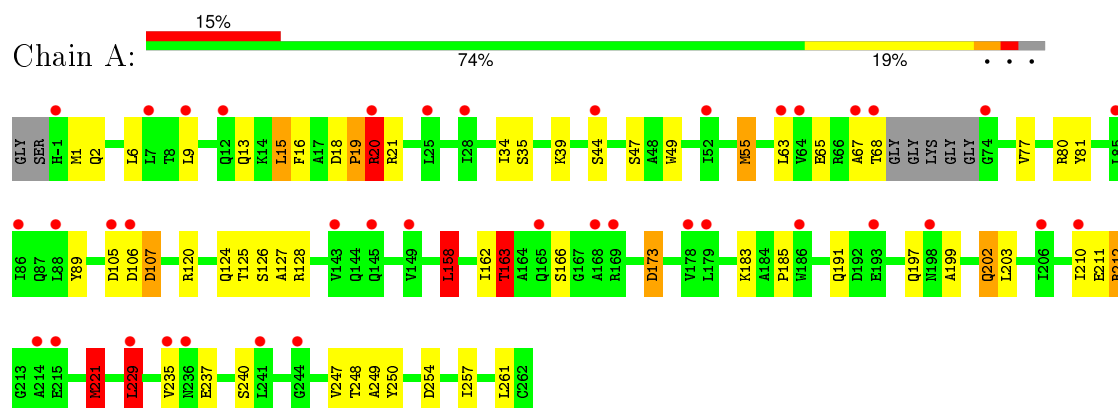 15%
Chain A:
74% 19% • • •
GLY SER H-1 M1 Q2 L6 L7 T8 L9 Q12 Q13 K14 L15 F16 A17 D18 P19 R20 R21 L25 I28 I34 S35 K39 S44 S47 A48 W49 I52 M55 L63 V64 E65 R66 A67 T68 GLY GLY LYS GLY GLY G74 V77 R80 Y81 L85
I86 Q87 L88 Y89 D105 D106 D107 R120 Q124 T125 S126 A127 R128 V143 Q144 Q145 V149 L158 I162 T163 A164 Q165 S166 G167 A168 R169 D173 V178 L179 K183 A184 P185 W186 Q191 D192 E193 Q197 N198 A199 Q202 L203 I206 I210 E211
G213 A214 E215 M221 L229 V235 N236 E237 S240 L241 G244 V247 T248 A249 Y250 D254 I257 L261 C262